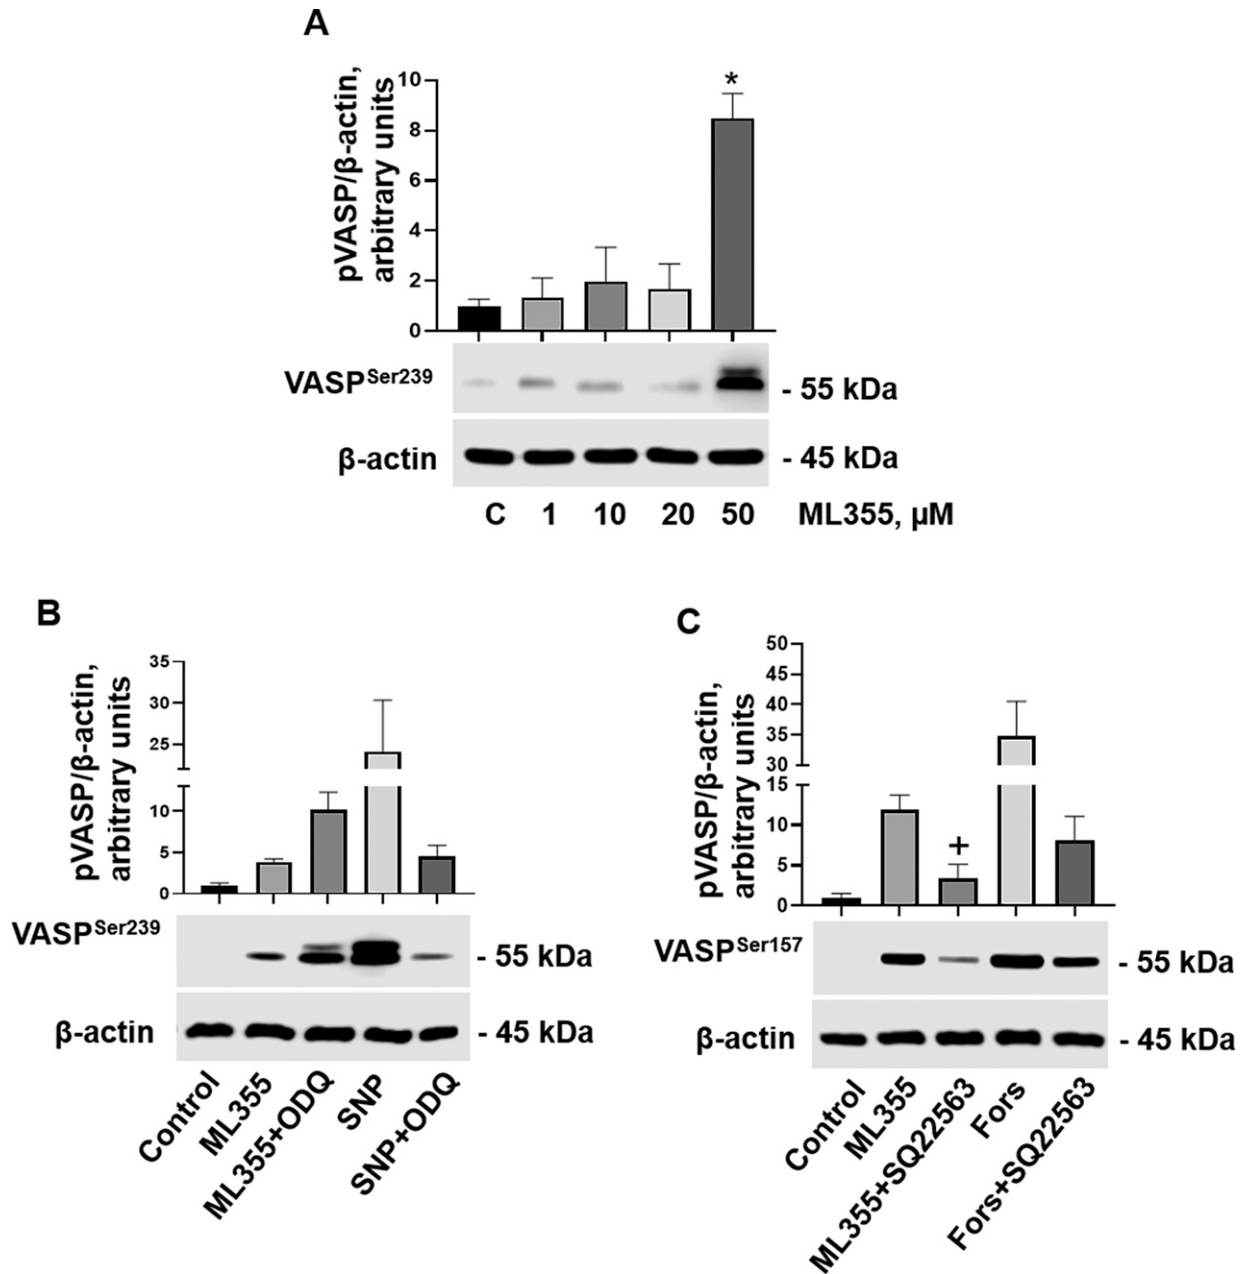 A
pVASP/β-actin,
arbitrary units
10
8
6
4
2
0
*
VASPSer239
- 55 kDa
β-actin
- 45 kDa
C 1 10 20 50 ML355, µM
B
pVASP/β-actin,
arbitrary units
35
30
25
10
5
0
VASPSer239
- 55 kDa
β-actin
- 45 kDa
Control
ML355
ML355+ODQ
SNP
SNP+ODQ
C
pVASP/β-actin,
arbitrary units
50
45
40
35
30
15
10
5
0
+
VASPSer157
- 55 kDa
β-actin
- 45 kDa
Control
ML355
ML355+SQ22563
Fors
Fors+SQ22563